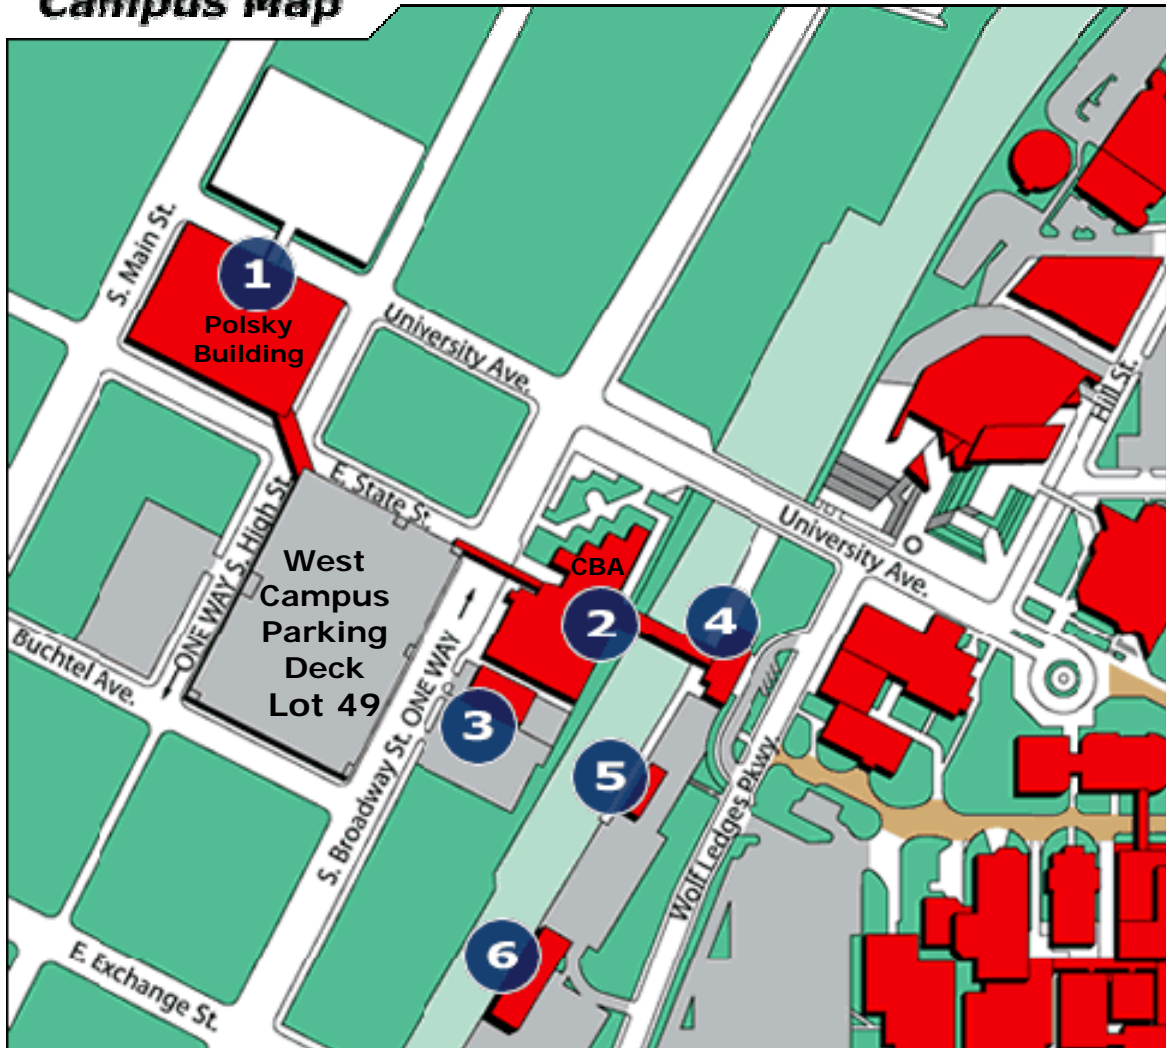 Campus Map
S. Main St.
1
Polsky
Building
University Ave.
Hill St.
E. State St.
ONE WAY S. High St.
West
Campus
Parking
Deck
Lot 49
CBA
2
4
University Ave.
Buchtel Ave.
3
S. Broadway St. ONE WAY
5
Wolf Ledges Pkwy.
6
E. Exchange St.